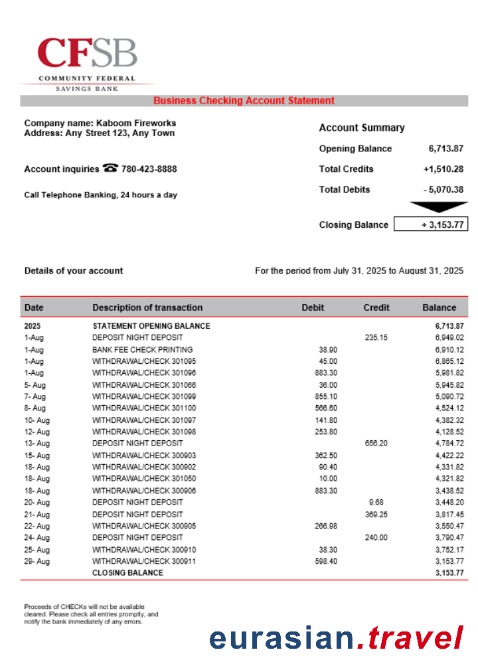 CFSB
COMMUNITY FEDERAL
SAVINGS BANK
Business Checking Account Statement
Company name: Kaboom Fireworks
Address: Any Street 123, Any Town
Account inquiries ☎ 780-423-8888
Call Telephone Banking, 24 hours a day
Account Summary
Opening Balance 6,713.87
Total Credits +1,510.28
Total Debits - 5,070.38
Closing Balance + 3,153.77
Details of your account For the period from July 31, 2025 to August 31, 2025
Date Description of transaction Debit Credit Balance
2025 STATEMENT OPENING BALANCE 6,713.87
1-Aug DEPOSIT NIGHT DEPOSIT 235.15 6,949.02
1-Aug BANK FEE CHECK PRINTING 38.90 6,910.12
1-Aug WITHDRAWAL/CHECK 301095 45.00 6,865.12
1-Aug WITHDRAWAL/CHECK 301096 883.30 5,981.82
5- Aug WITHDRAWAL/CHECK 301066 36.00 5,945.82
7- Aug WITHDRAWAL/CHECK 301099 855.10 5,090.72
8- Aug WITHDRAWAL/CHECK 301100 566.60 4,524.12
10- Aug WITHDRAWAL/CHECK 301097 141.80 4,382.32
12- Aug WITHDRAWAL/CHECK 301098 253.80 4,128.52
13- Aug DEPOSIT NIGHT DEPOSIT 656.20 4,784.72
15- Aug WITHDRAWAL/CHECK 300903 362.50 4,422.22
18- Aug WITHDRAWAL/CHECK 300902 90.40 4,331.82
18- Aug WITHDRAWAL/CHECK 301050 10.00 4,321.82
18- Aug WITHDRAWAL/CHECK 300906 883.30 3,438.52
20- Aug DEPOSIT NIGHT DEPOSIT 9.68 3,448.20
21- Aug DEPOSIT NIGHT DEPOSIT 369.25 3,817.45
22- Aug WITHDRAWAL/CHECK 300905 266.98 3,550.47
24- Aug DEPOSIT NIGHT DEPOSIT 240.00 3,790.47
25- Aug WITHDRAWAL/CHECK 300910 38.30 3,752.17
29- Aug WITHDRAWAL/CHECK 300911 598.40 3,153.77
CLOSING BALANCE 3,153.77
Proceeds of CHECKs will not be available
cleared. Please check all entries promptly, and
notify the bank immediately of any errors.
eurasian.travel